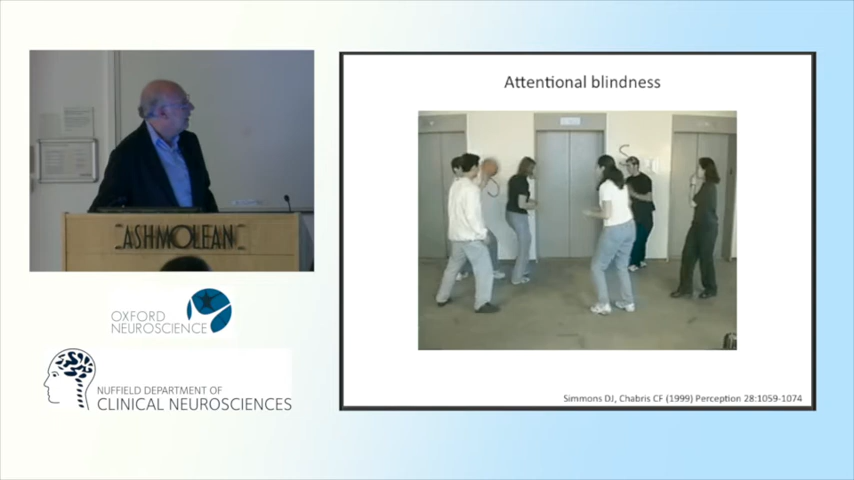 Attentional blindness
ASHMOLEAN
OXFORD
NEUROSCIENCE
NUFFIELD DEPARTMENT OF
CLINICAL NEUROSCIENCES
Simmons DJ, Chabris CF (1999) Perception 28:1059-1074